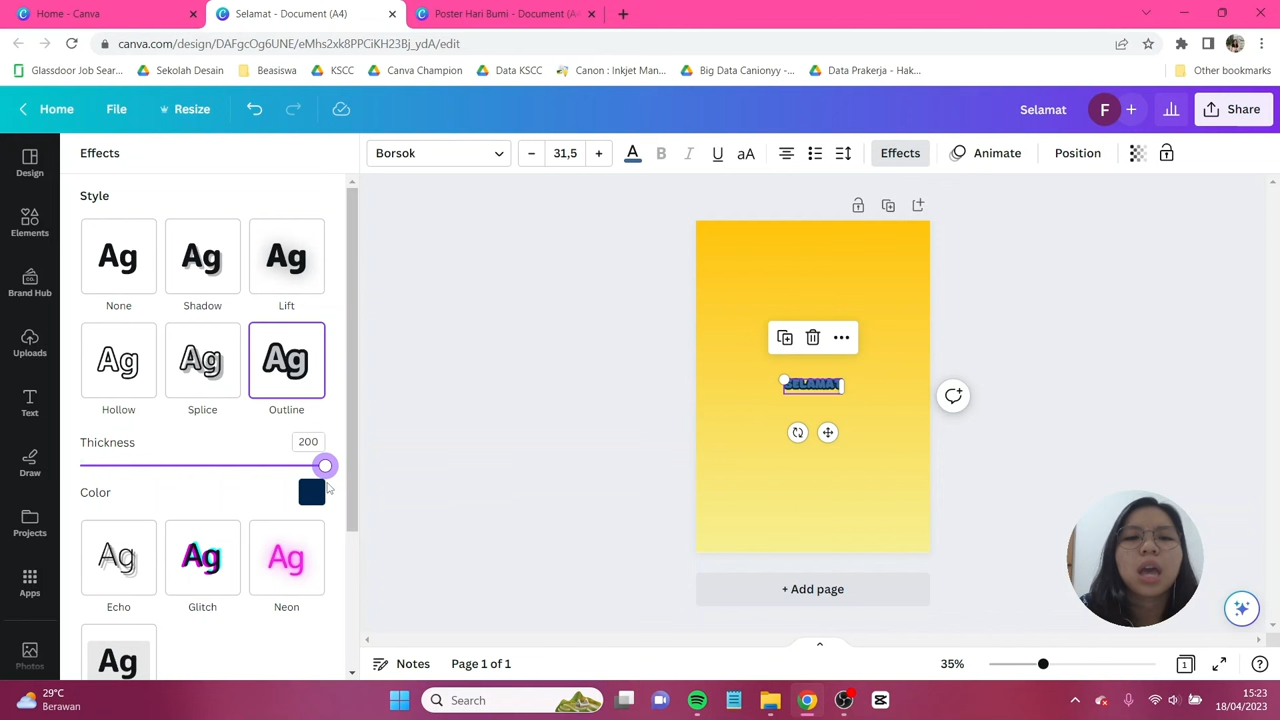 Home - Canva
Selamat - Document (A4)
Poster Hari Bumi - Document (A4
canva.com/design/DAFgcOg6UNE/eMhs2xk8PPCiKH23Bj_ydA/edit
Glassdoor Job Sear...
Sekolah Desain
Beasiswa
KSCC
Canva Champion
Data KSCC
Canon : Inkjet Man...
Big Data Canionyy -...
Data Prakerja - Hak...
Other bookmarks
Home
File
Resize
Selamat
F
Share
Design
Elements
Brand Hub
Uploads
Text
Draw
Projects
Apps
Photos
Effects
Borsok
31,5
A
B
I
U
aA
Effects
Animate
Position
Style
Ag
Ag
Ag
None
Shadow
Lift
Ag
Ag
Ag
Hollow
Splice
Outline
Thickness
200
Color
Ag
Ag
Ag
Echo
Glitch
Neon
Ag
SELAMAT
+ Add page
Notes
Page 1 of 1
35%
1
29°C
Berawan
Search
15:23
18/04/2023